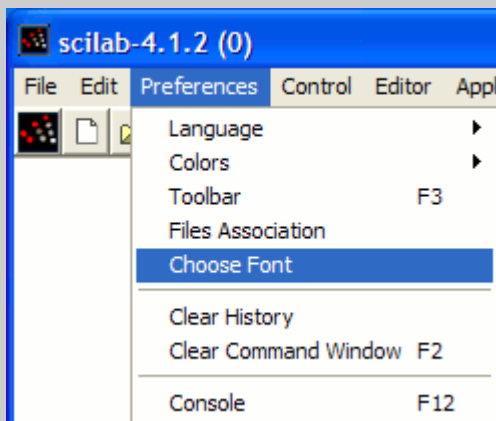 scilab-4.1.2 (0)
File Edit Preferences Control Editor Appl
Language
Colors
Toolbar F3
Files Association
Choose Font
Clear History
Clear Command Window F2
Console F12